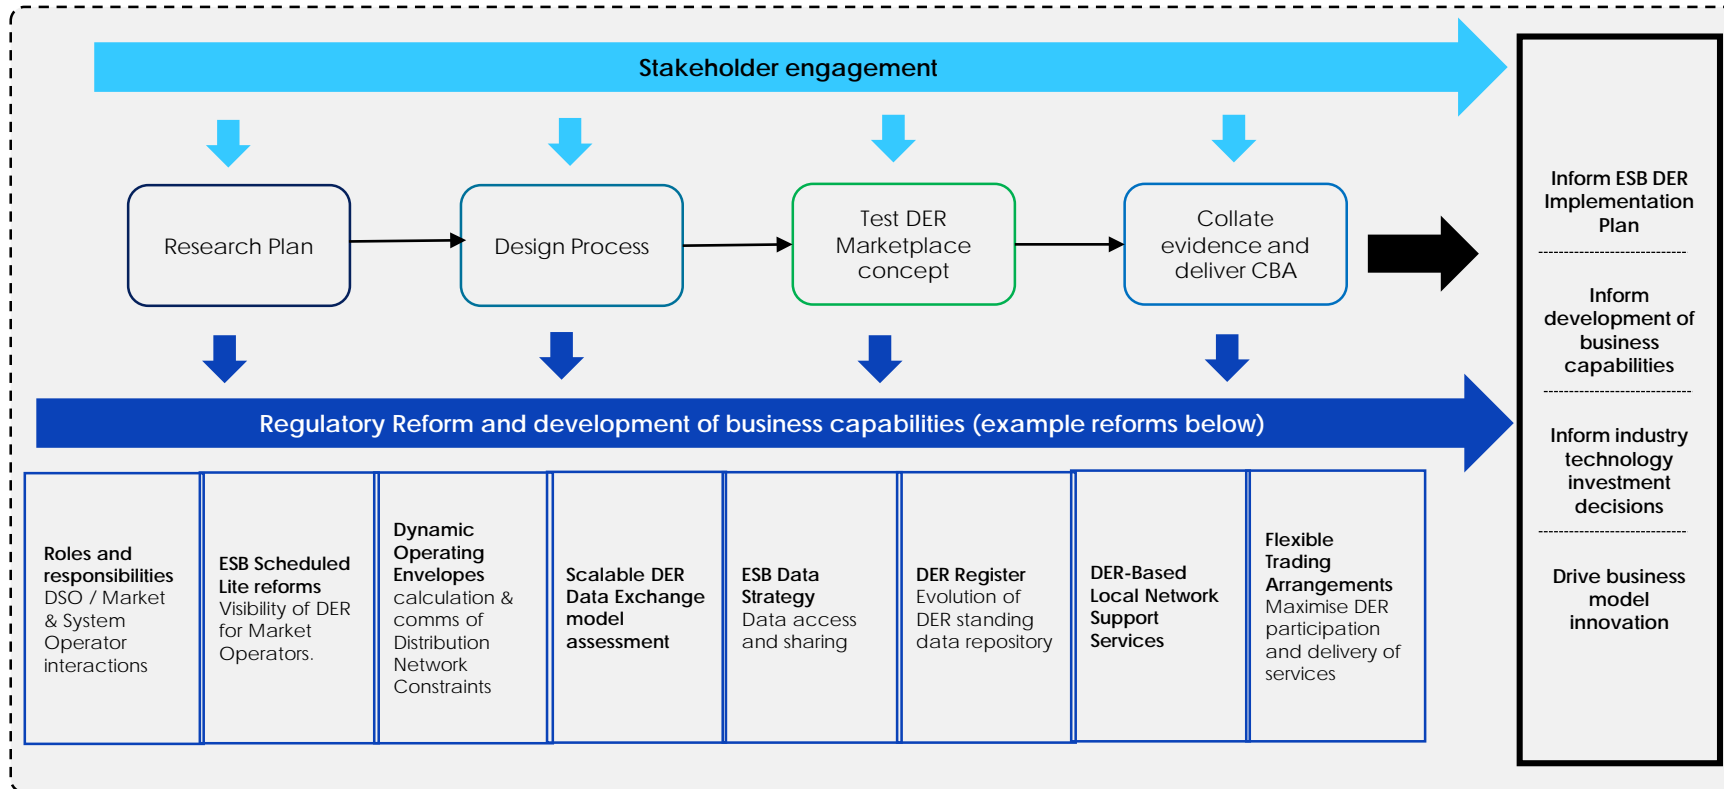 Stakeholder engagement
Research Plan
Design Process
Test DER
Marketplace
concept
Collate
evidence and
deliver CBA
Inform ESB DER
Implementation
Plan
Inform
development of
business
capabilities
Inform industry
technology
investment
decisions
Drive business
model
innovation
Regulatory Reform and development of business capabilities (example reforms below)
Roles and
responsibilities
DSO / Market
& System
Operator
interactions
ESB Scheduled
Lite reforms
Visibility of DER
for Market
Operators.
Dynamic
Operating
Envelopes
calculation &
comms of
Distribution
Network
Constraints
Scalable DER
Data Exchange
model
assessment
ESB Data
Strategy
Data access
and sharing
DER Register
Evolution of
DER standing
data repository
DER-Based
Local Network
Support
Services
Flexible
Trading
Arrangements
Maximise DER
participation
and delivery of
services